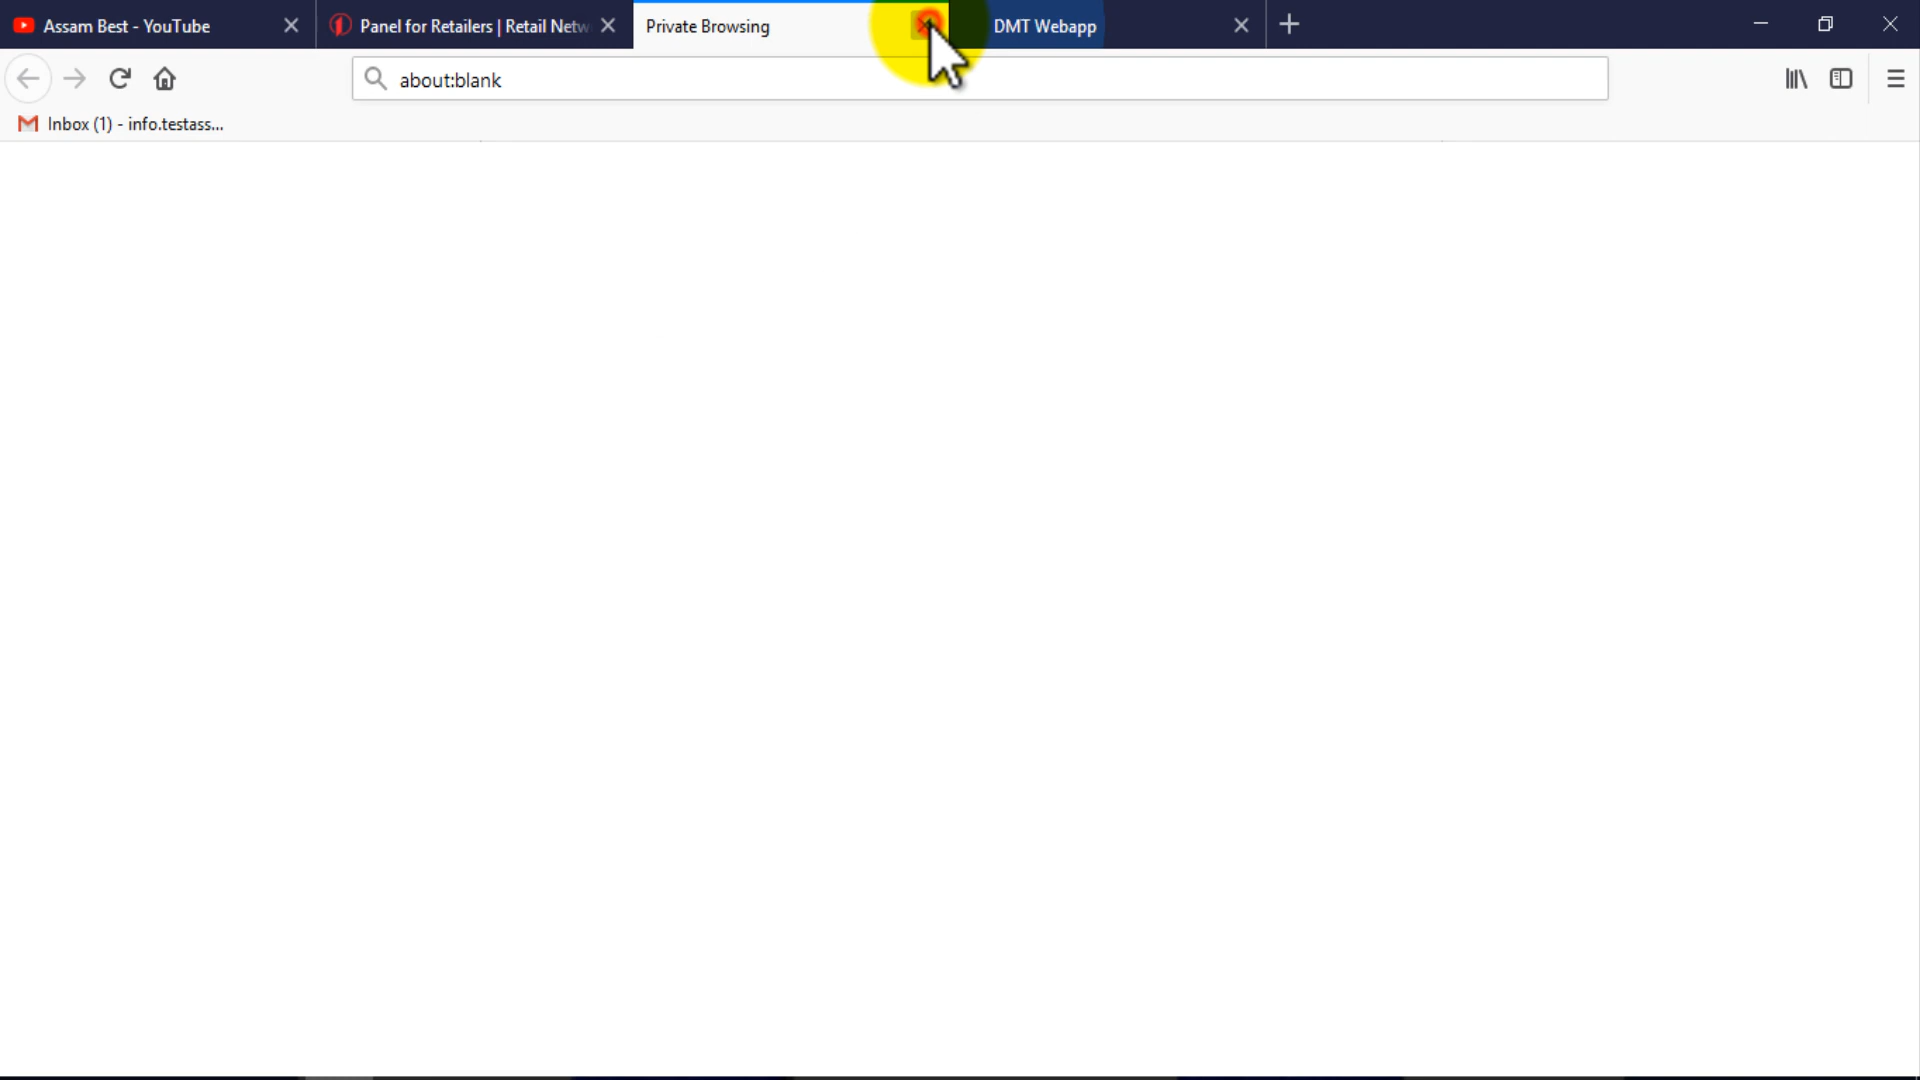 Assam Best - YouTube
Panel for Retailers | Retail Netw
Private Browsing
DMT Webapp
about:blank
Inbox (1) - info.testass...